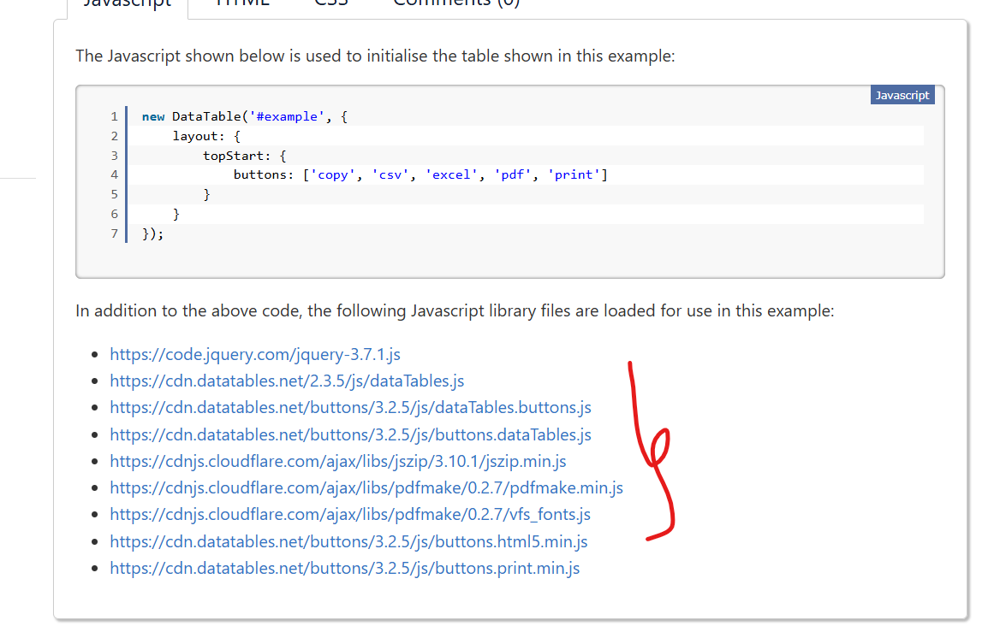 Javascript HTML CSS Comments (0)
The Javascript shown below is used to initialise the table shown in this example:
Javascript
1 new DataTable('#example', {
2     layout: {
3         topStart: {
4             buttons: ['copy', 'csv', 'excel', 'pdf', 'print']
5         }
6     }
7 });
In addition to the above code, the following Javascript library files are loaded for use in this example:
https://code.jquery.com/jquery-3.7.1.js
https://cdn.datatables.net/2.3.5/js/dataTables.js
https://cdn.datatables.net/buttons/3.2.5/js/dataTables.buttons.js
https://cdn.datatables.net/buttons/3.2.5/js/buttons.dataTables.js
https://cdnjs.cloudflare.com/ajax/libs/jszip/3.10.1/jszip.min.js
https://cdnjs.cloudflare.com/ajax/libs/pdfmake/0.2.7/pdfmake.min.js
https://cdnjs.cloudflare.com/ajax/libs/pdfmake/0.2.7/vfs_fonts.js
https://cdn.datatables.net/buttons/3.2.5/js/buttons.html5.min.js
https://cdn.datatables.net/buttons/3.2.5/js/buttons.print.min.js